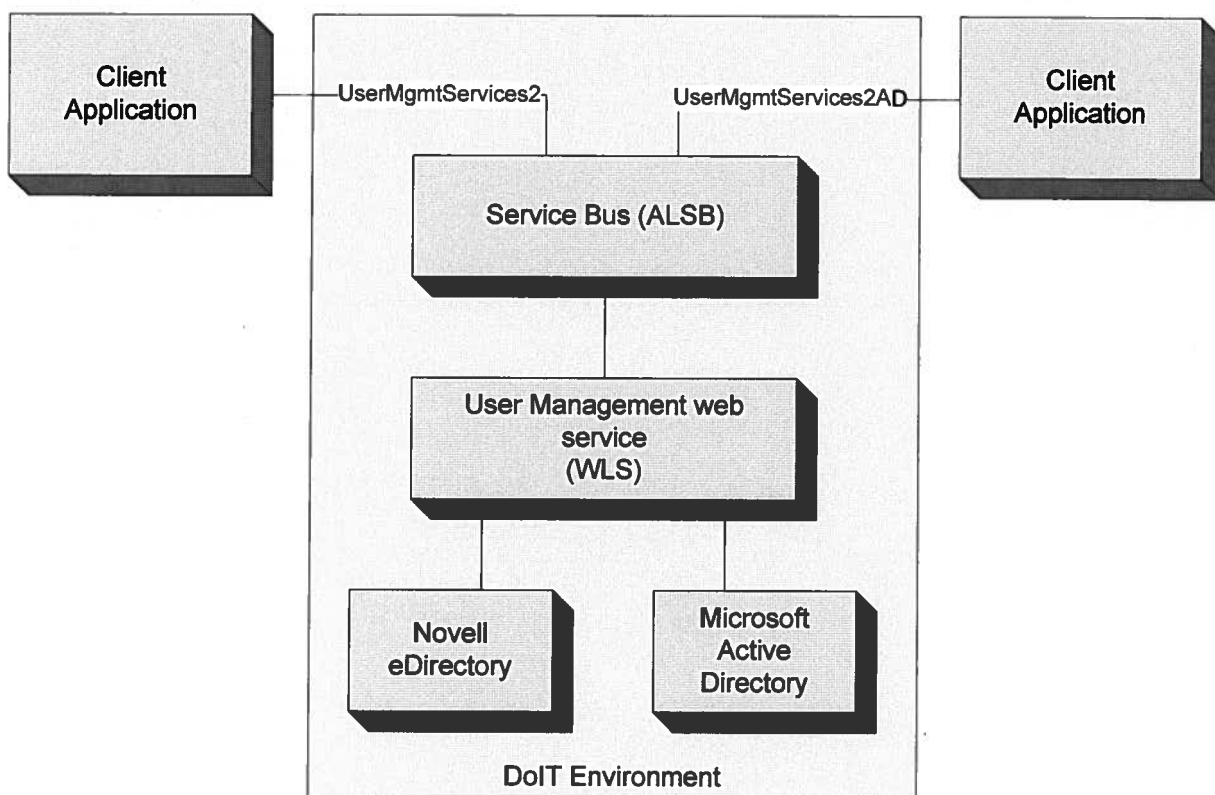 Client
Application
UserMgmtServices2
UserMgmtServices2AD
Client
Application
Service Bus (ALSB)
User Management web
service
(WLS)
Novell
eDirectory
Microsoft
Active
Directory
DoIT Environment